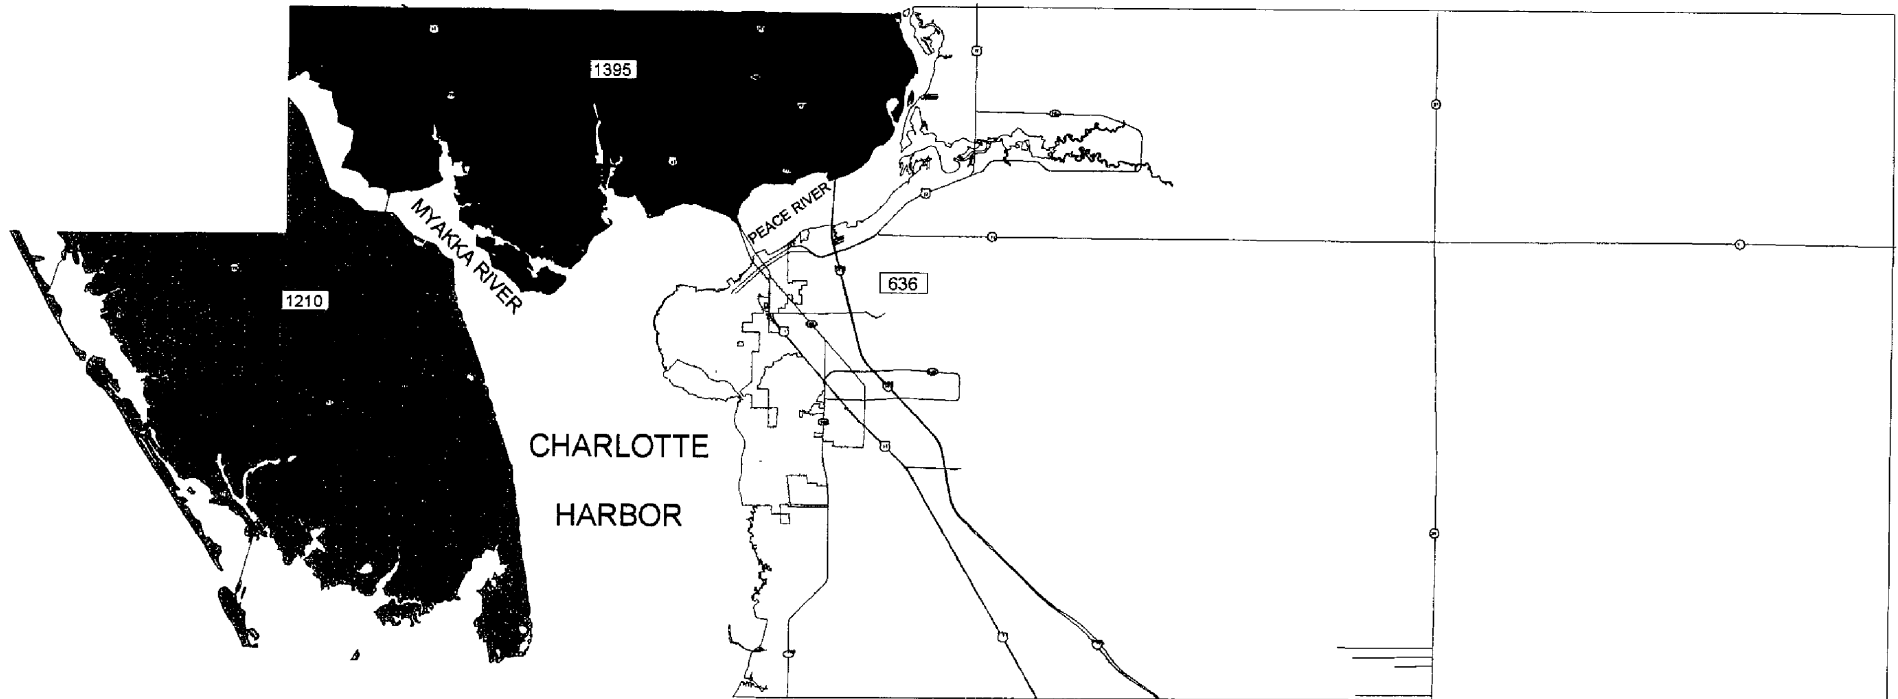 1395
PEACE RIVER
MYAKKA RIVER
636
1210
CHARLOTTE
HARBOR